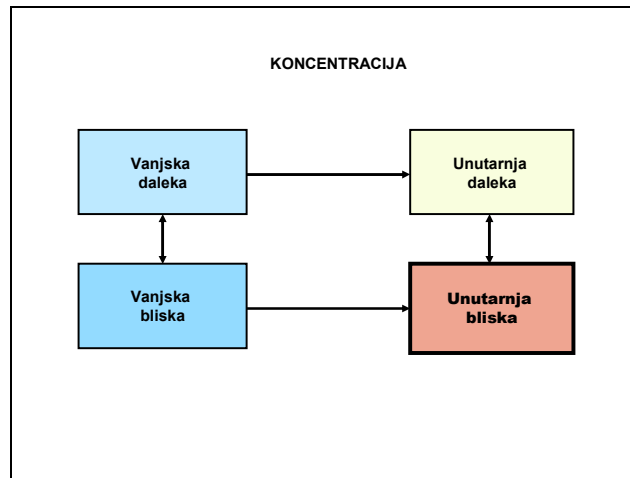 KONCENTRACIJA
Vanjska
daleka
Unutarnja
daleka
Vanjska
bliska
Unutarnja
bliska